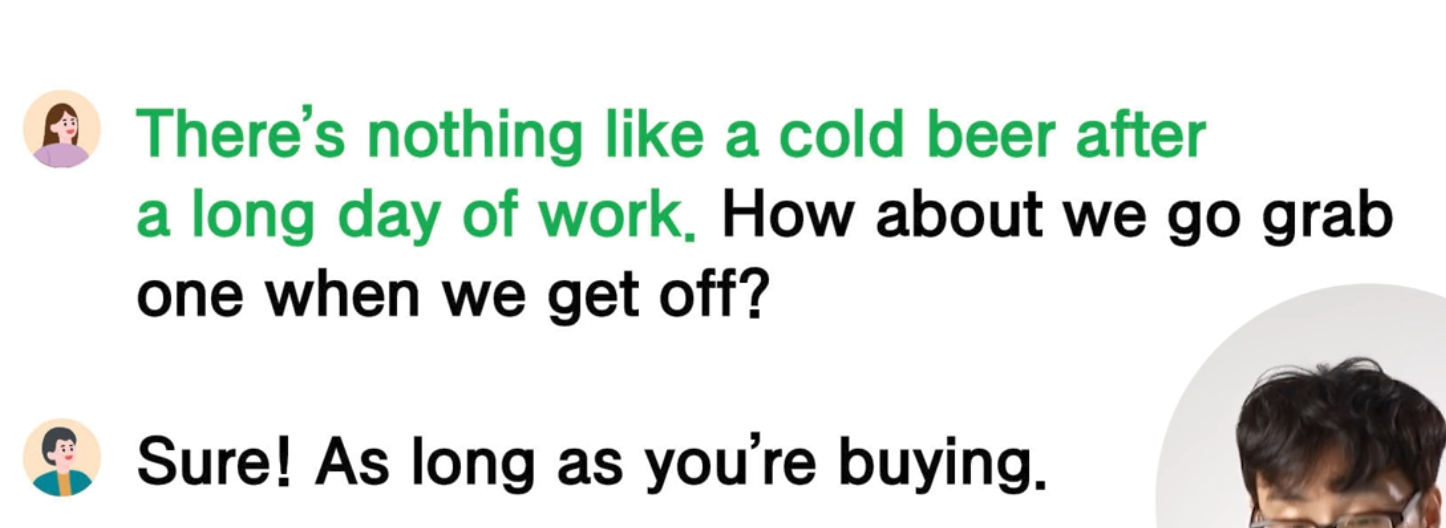 There’s nothing like a cold beer after
a long day of work. How about we go grab
one when we get off?
Sure! As long as you’re buying.